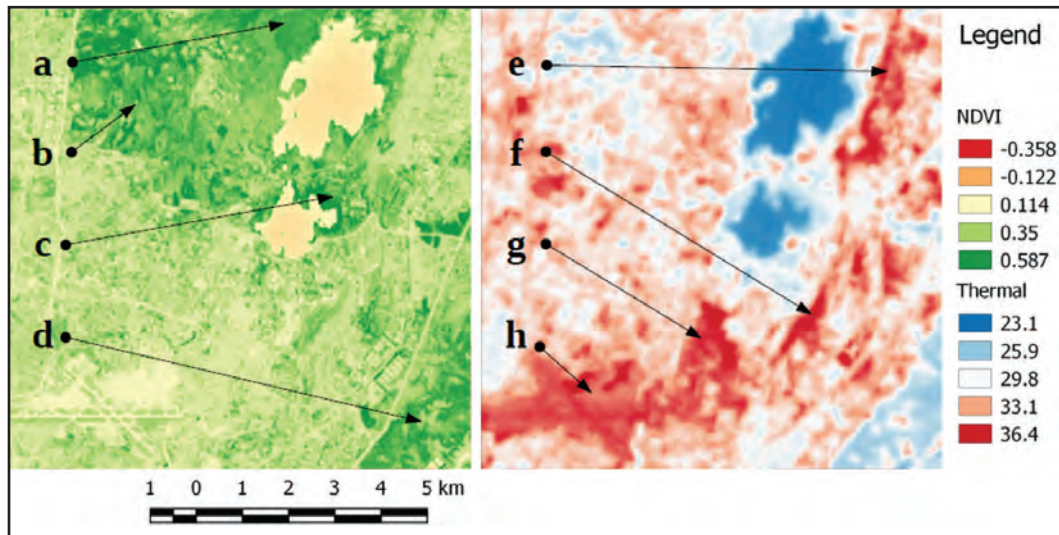 a
b
c
d
e
f
g
h
Legend
NDVI
-0.358
-0.122
0.114
0.35
0.587
Thermal
23.1
25.9
29.8
33.1
36.4
1 0 1 2 3 4 5 km